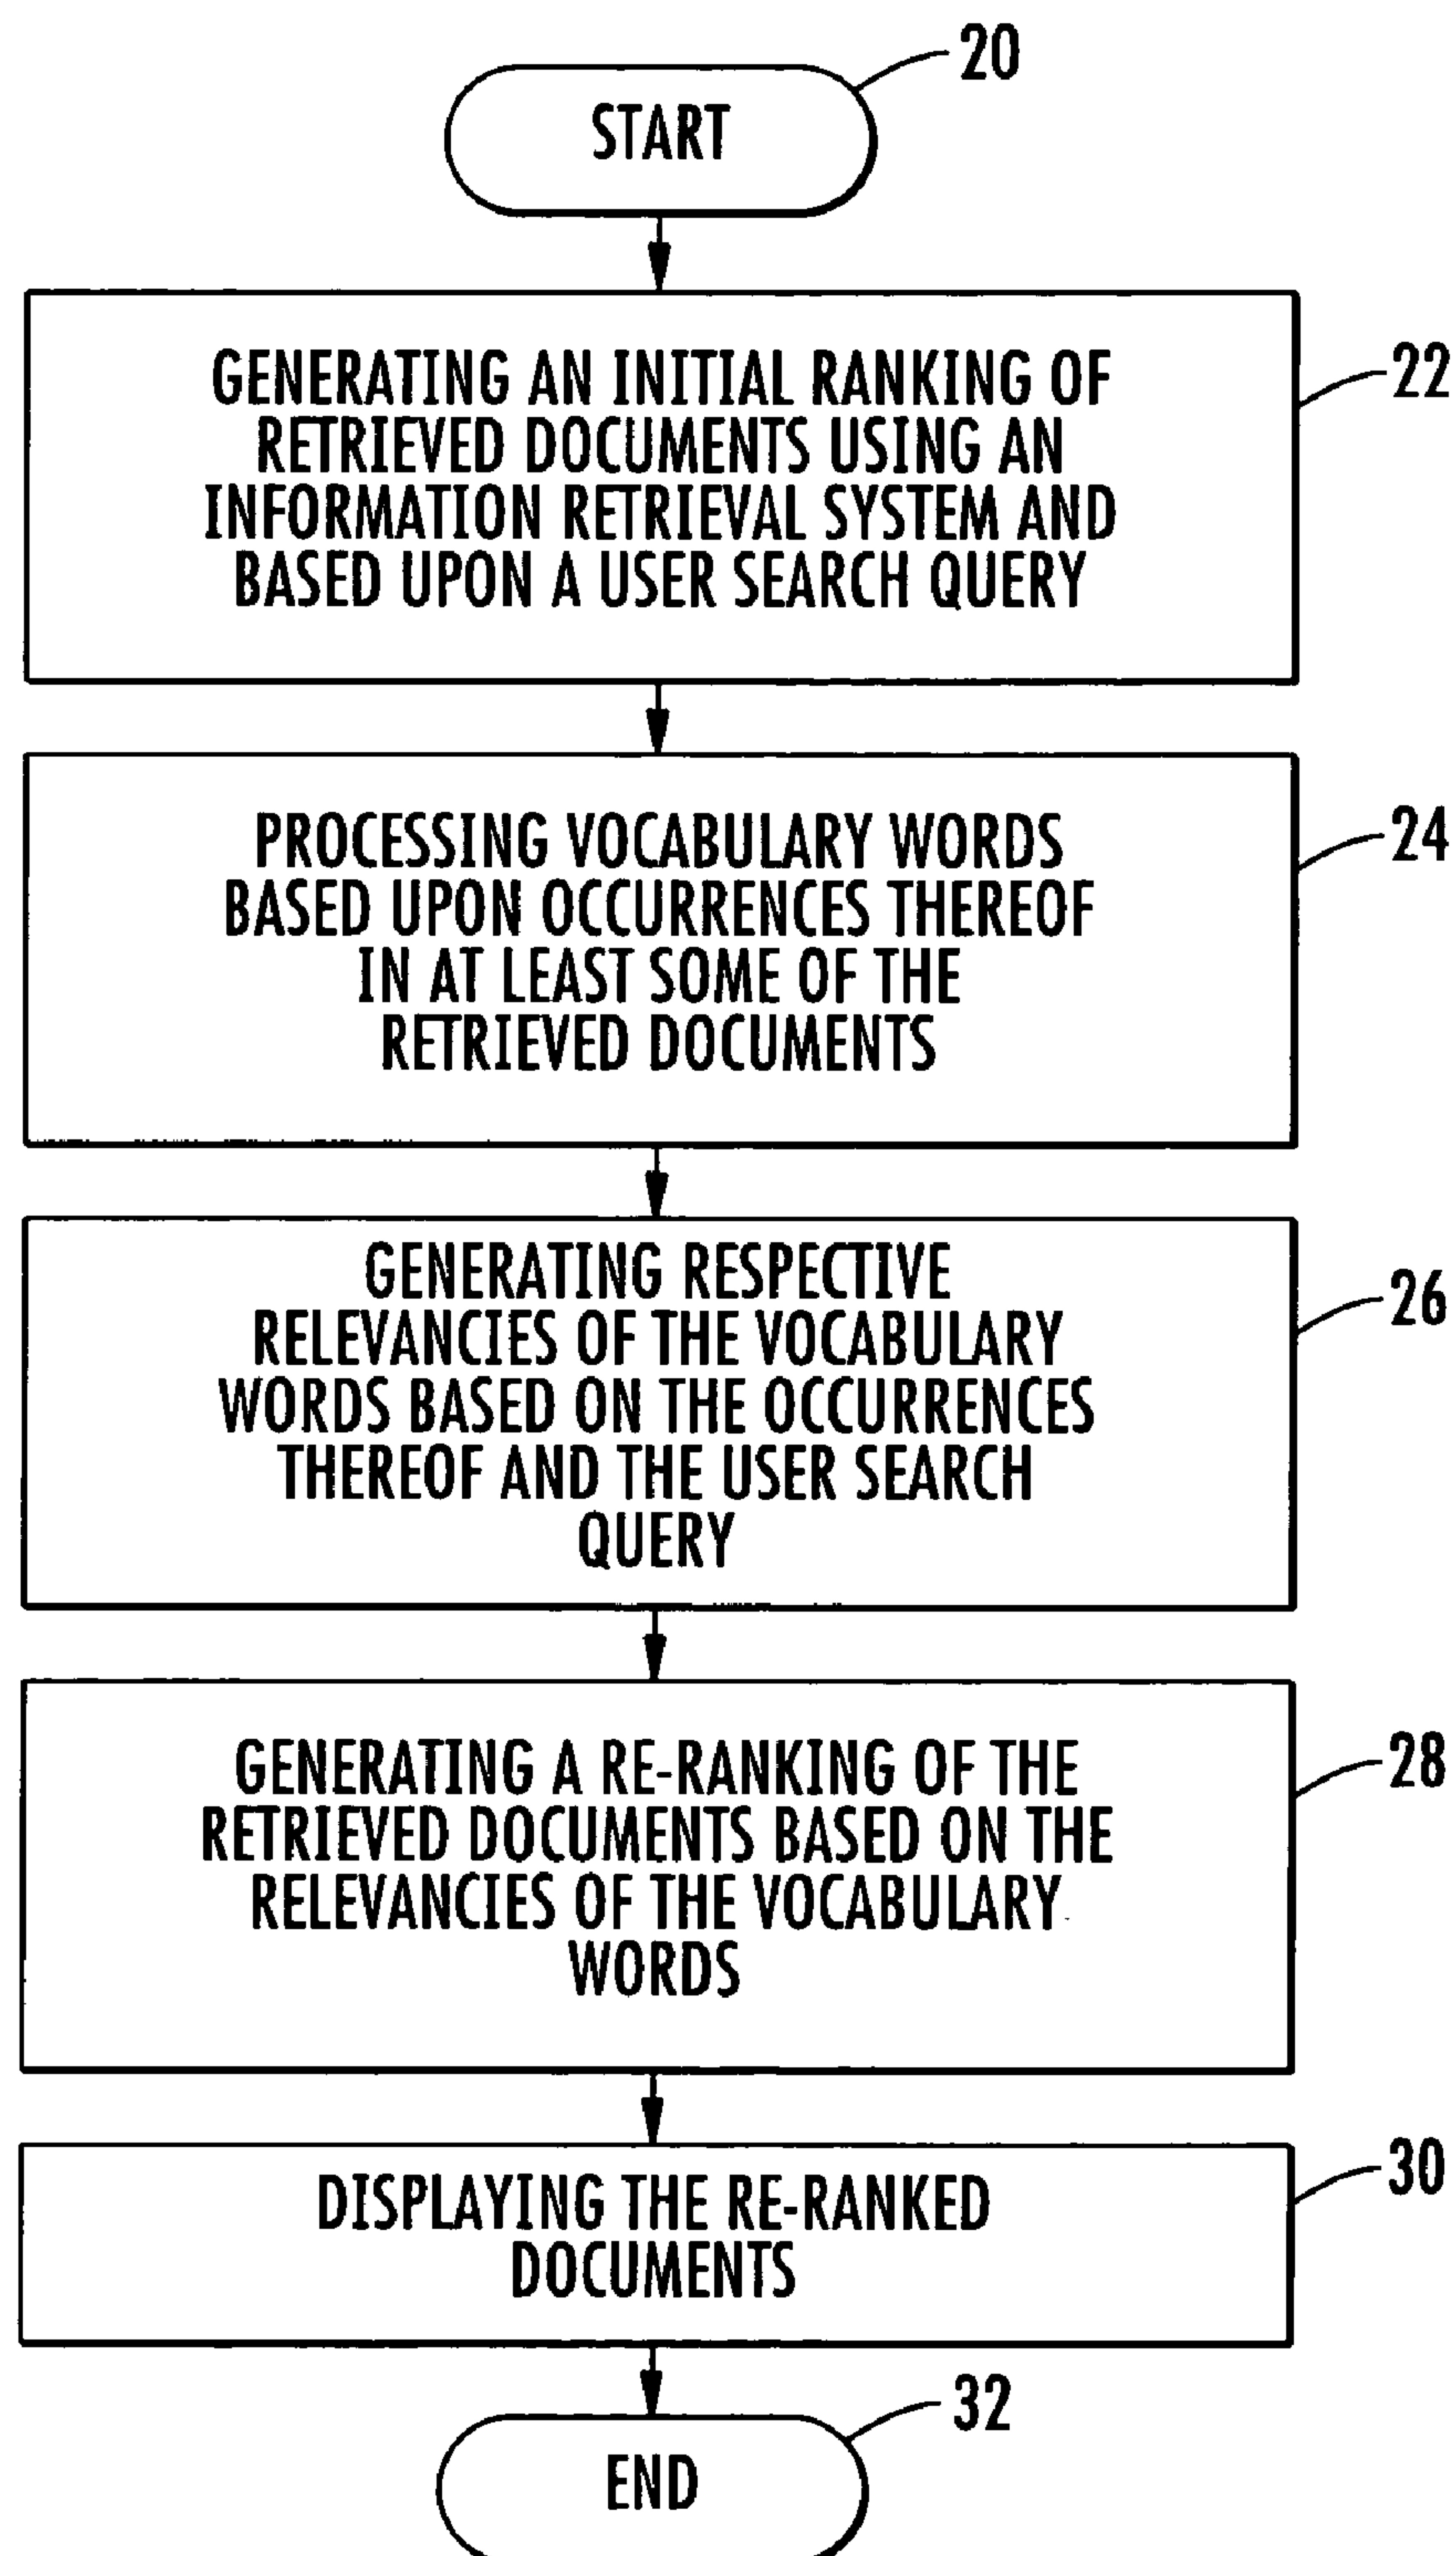 20
START
GENERATING AN INITIAL RANKING OF
RETRIEVED DOCUMENTS USING AN
INFORMATION RETRIEVAL SYSTEM AND
BASED UPON A USER SEARCH QUERY
22
PROCESSING VOCABULARY WORDS
BASED UPON OCCURRENCES THEREOF
IN AT LEAST SOME OF THE
RETRIEVED DOCUMENTS
24
GENERATING RESPECTIVE
RELEVANCIES OF THE VOCABULARY
WORDS BASED ON THE OCCURRENCES
THEREOF AND THE USER SEARCH
QUERY
26
GENERATING A RE-RANKING OF THE
RETRIEVED DOCUMENTS BASED ON THE
RELEVANCIES OF THE VOCABULARY
WORDS
28
DISPLAYING THE RE-RANKED
DOCUMENTS
30
32
END